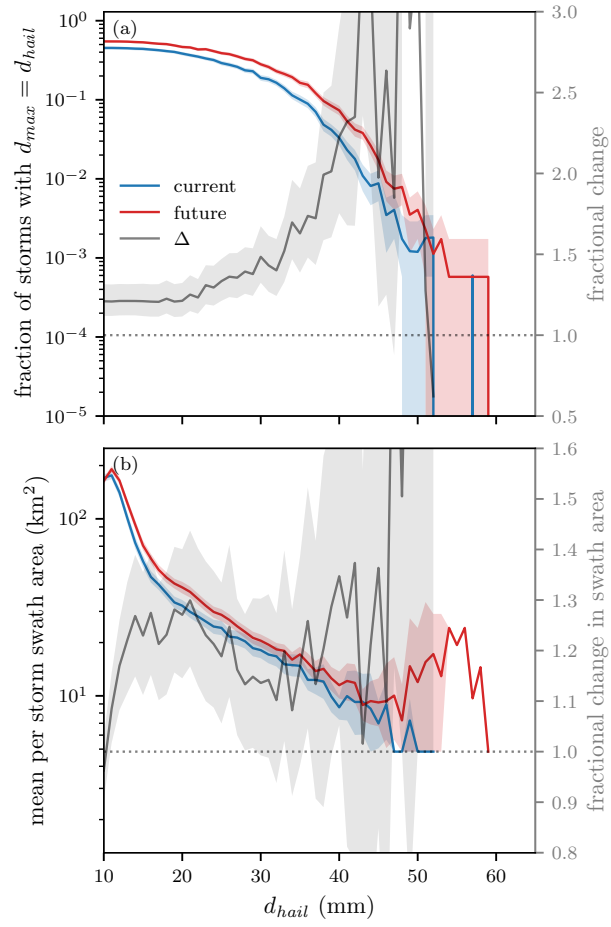 (a)
fraction of storms with d_max = d_hail
10^0
10^−1
10^−2
10^−3
10^−4
10^−5
current
future
Δ
3.0
2.5
2.0
1.5
1.0
0.5
fractional change
(b)
mean per storm swath area (km²)
10²
10¹
1.6
1.5
1.4
1.3
1.2
1.1
1.0
0.9
0.8
fractional change in swath area
10 20 30 40 50 60
d_hail (mm)